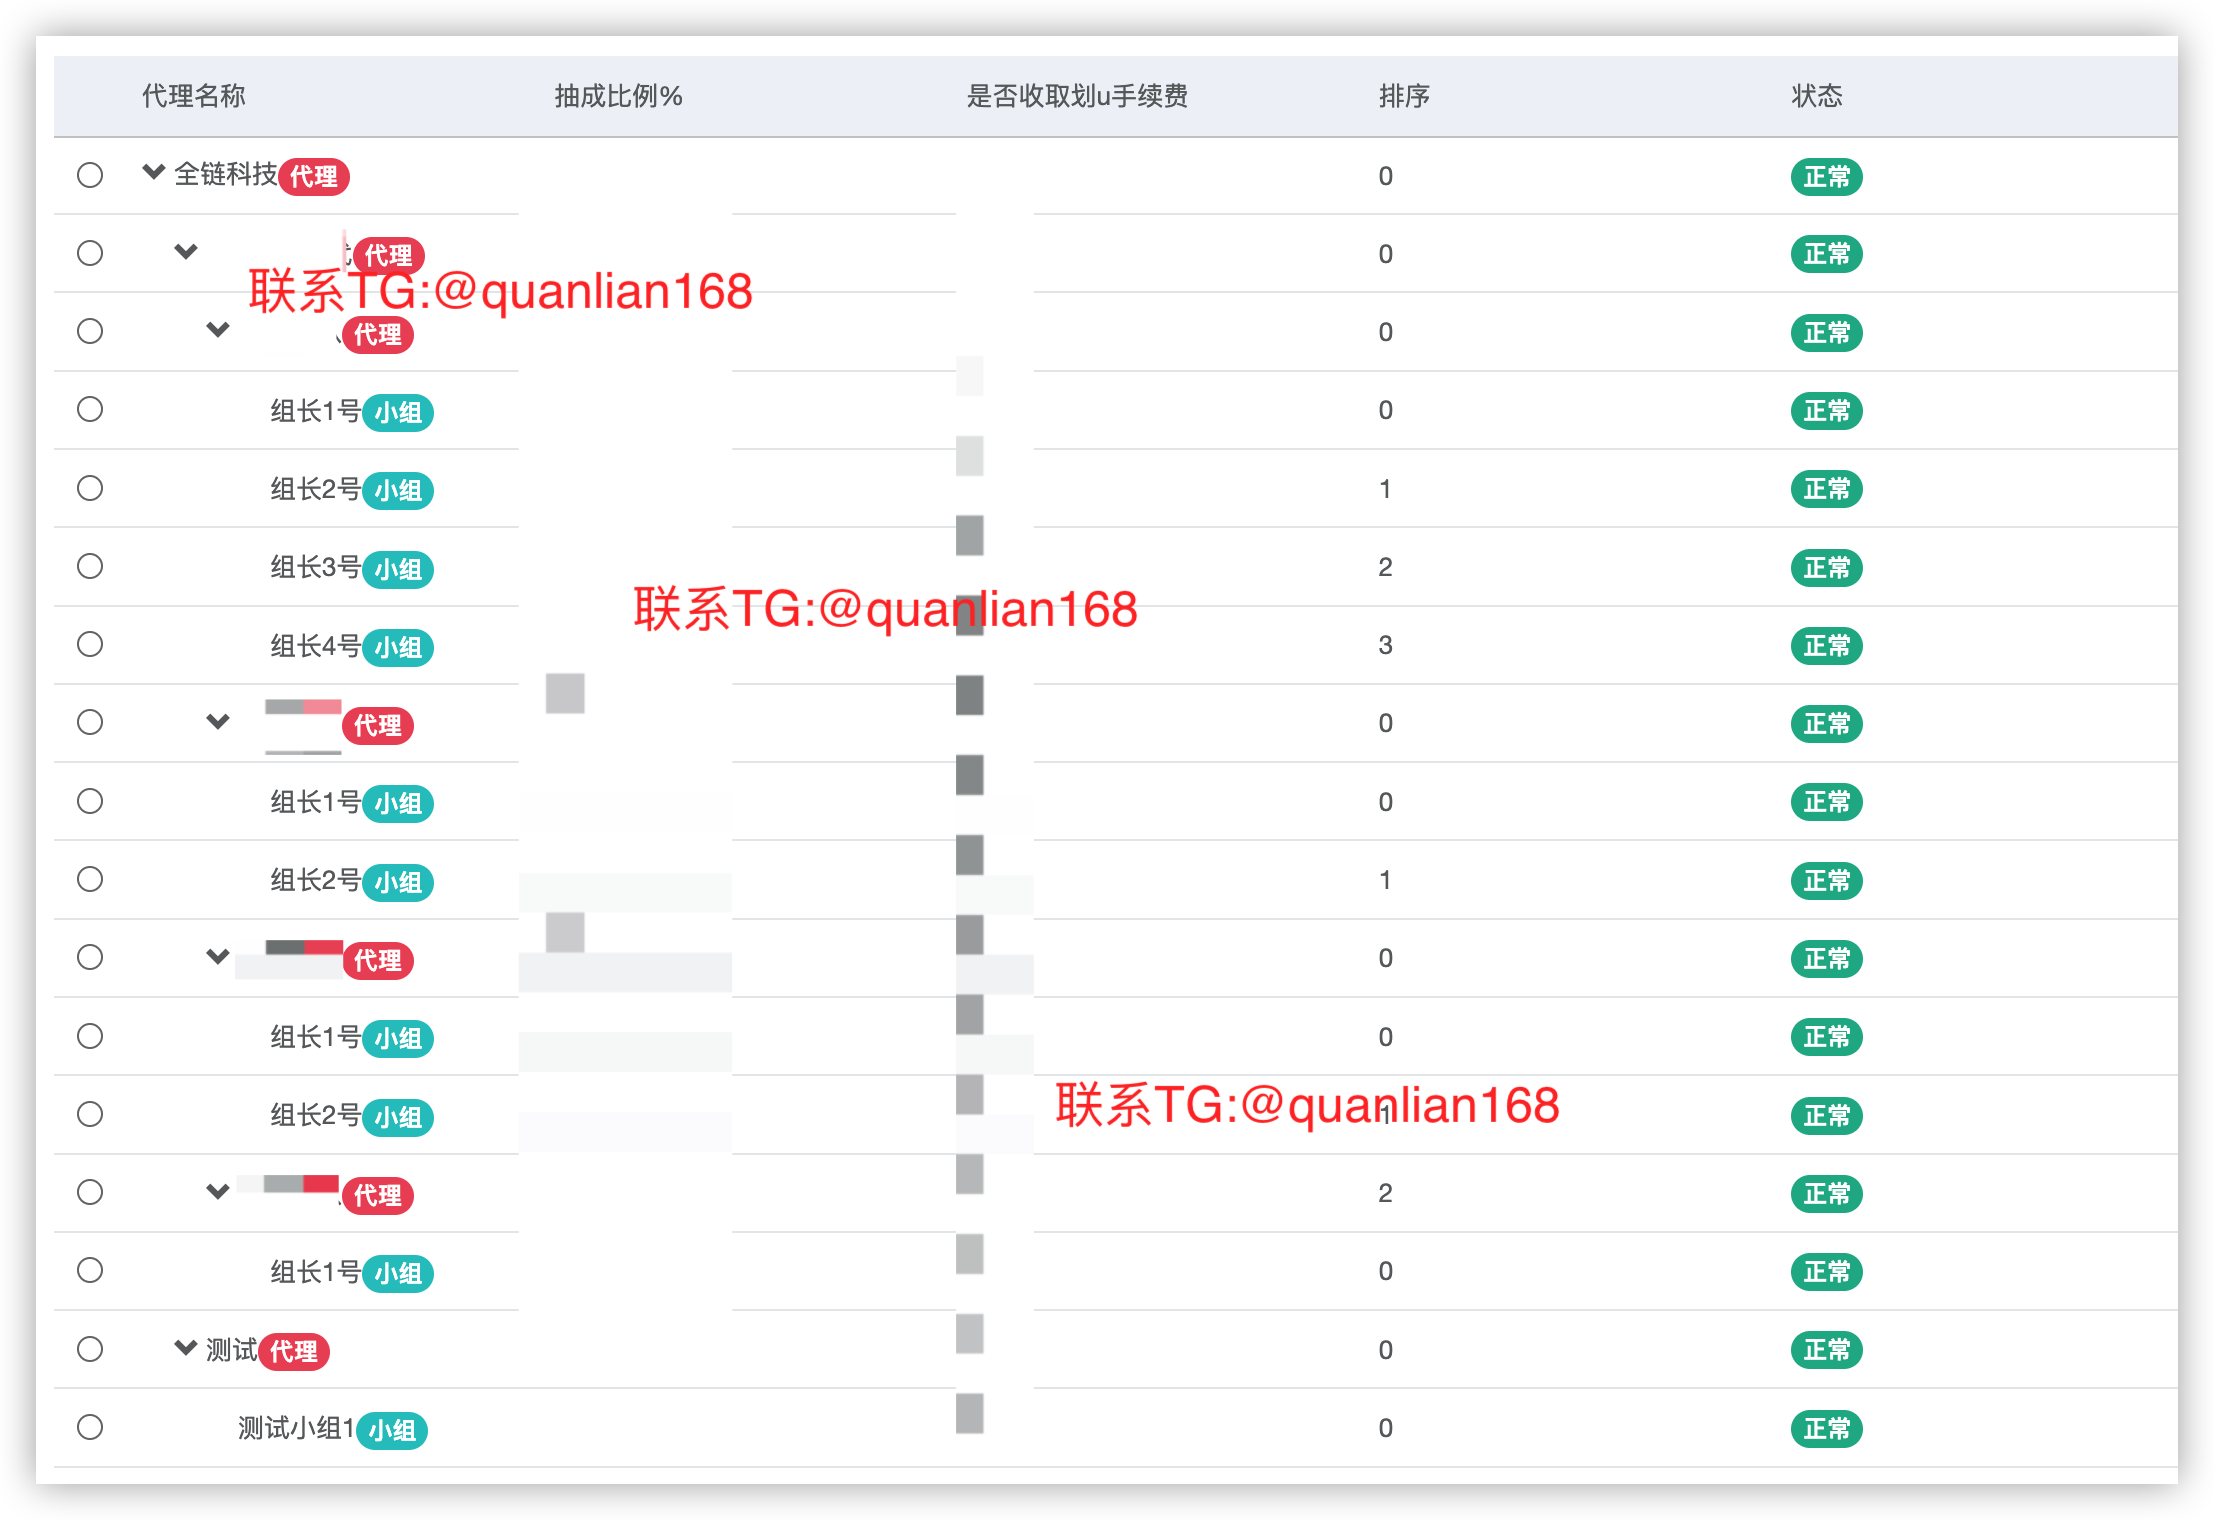 代理名称 抽成比例% 是否收取划u手续费 排序 状态
全链科技 代理 0 正常
代理 0 正常
联系TG:@quanlian168
代理 0 正常
组长1号 小组 0 正常
组长2号 小组 1 正常
组长3号 小组 2 正常
联系TG:@quanlian168
组长4号 小组 3 正常
代理 0 正常
组长1号 小组 0 正常
组长2号 小组 1 正常
代理 0 正常
组长1号 小组 0 正常
联系TG:@quanlian168
组长2号 小组 1 正常
代理 2 正常
组长1号 小组 0 正常
测试 代理 0 正常
测试小组1 小组 0 正常